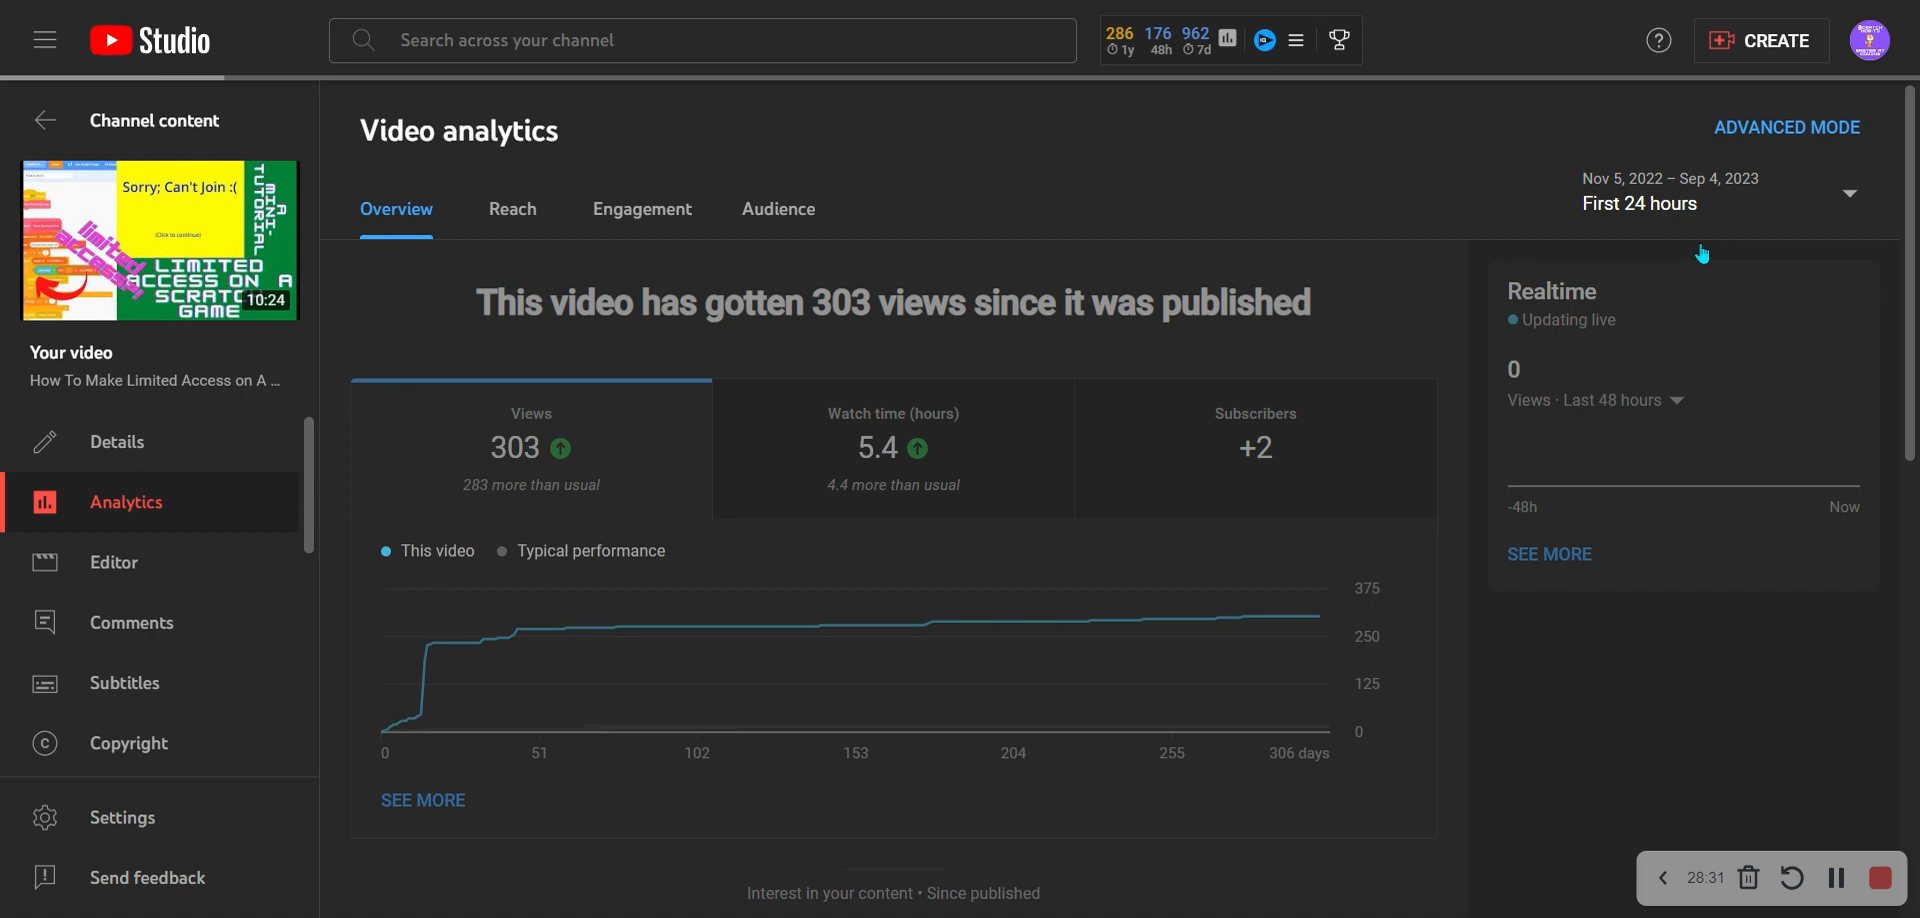 Studio
Search across your channel
286 176 962
1y 48h 7d
CREATE
Channel content
Sorry; Can't Join :(
(Click to continue)
A MINI-TUTORIAL
limited access!
LIMITED
ACCESS ON A
SCRATC
GAME
10:24
Your video
How To Make Limited Access on A ...
Details
Analytics
Editor
Comments
Subtitles
Copyright
Settings
Send feedback
Video analytics
ADVANCED MODE
Nov 5, 2022 – Sep 4, 2023
First 24 hours
Overview Reach Engagement Audience
This video has gotten 303 views since it was published
Views
303
283 more than usual
Watch time (hours)
5.4
4.4 more than usual
Subscribers
+2
This video Typical performance
375
250
125
0
0 51 102 153 204 255 306 days
SEE MORE
Interest in your content • Since published
Realtime
Updating live
0
Views · Last 48 hours
-48h Now
SEE MORE
28:31